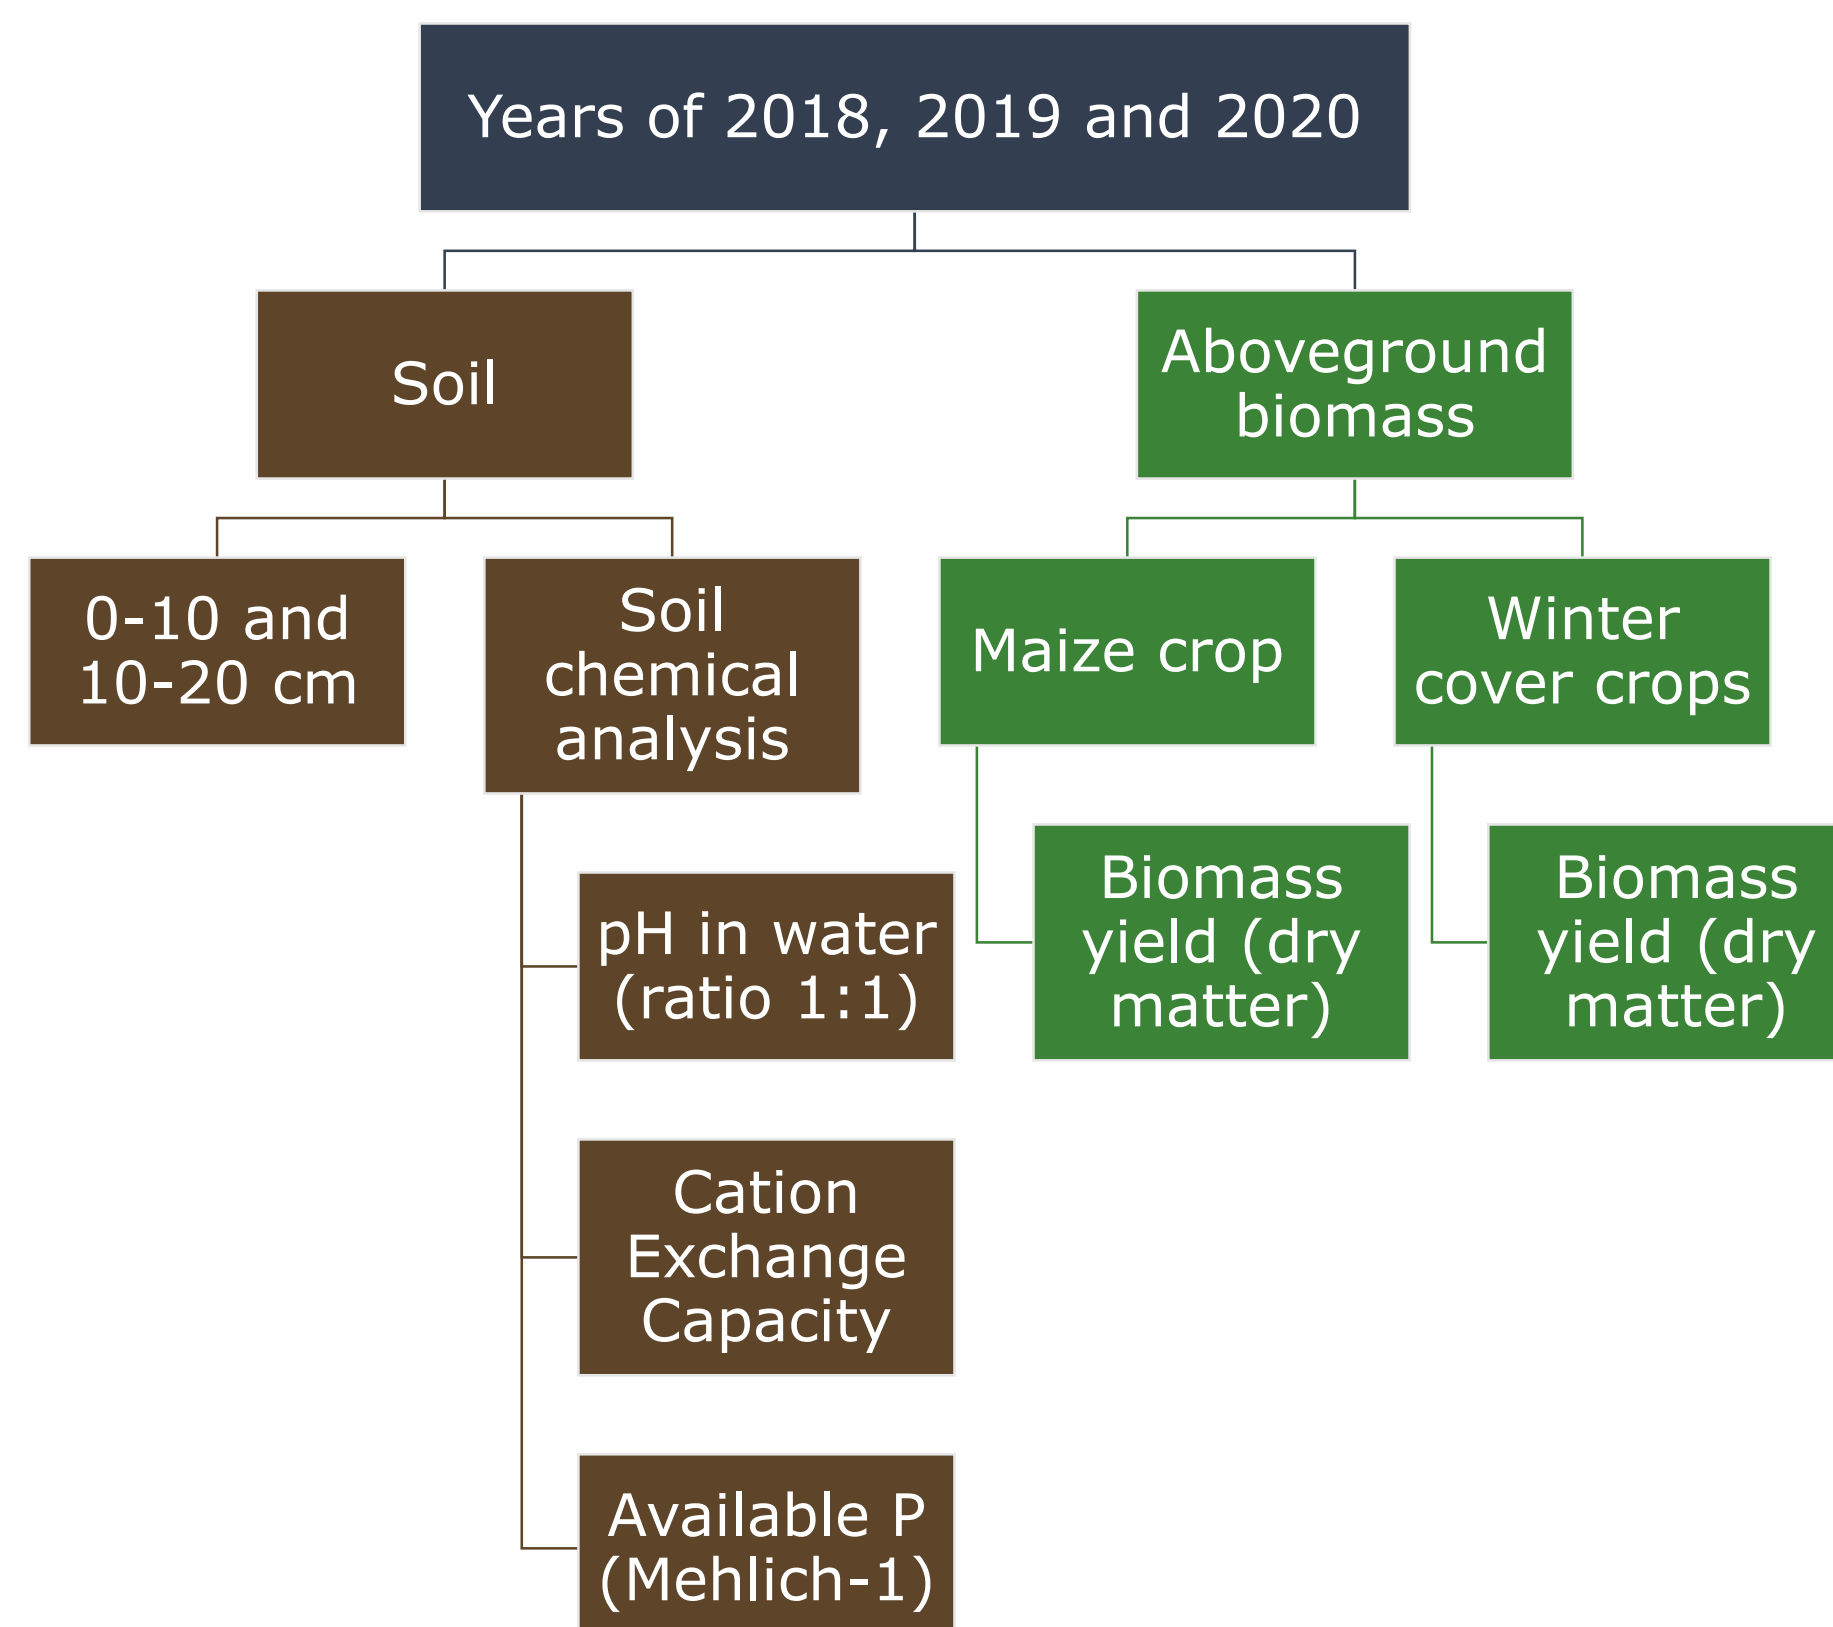 Years of 2018, 2019 and 2020
Soil
Aboveground
biomass
0-10 and
10-20 cm
Soil
chemical
analysis
Maize crop
Winter
cover crops
pH in water
(ratio 1:1)
Biomass
yield (dry
matter)
Biomass
yield (dry
matter)
Cation
Exchange
Capacity
Available P
(Mehlich-1)